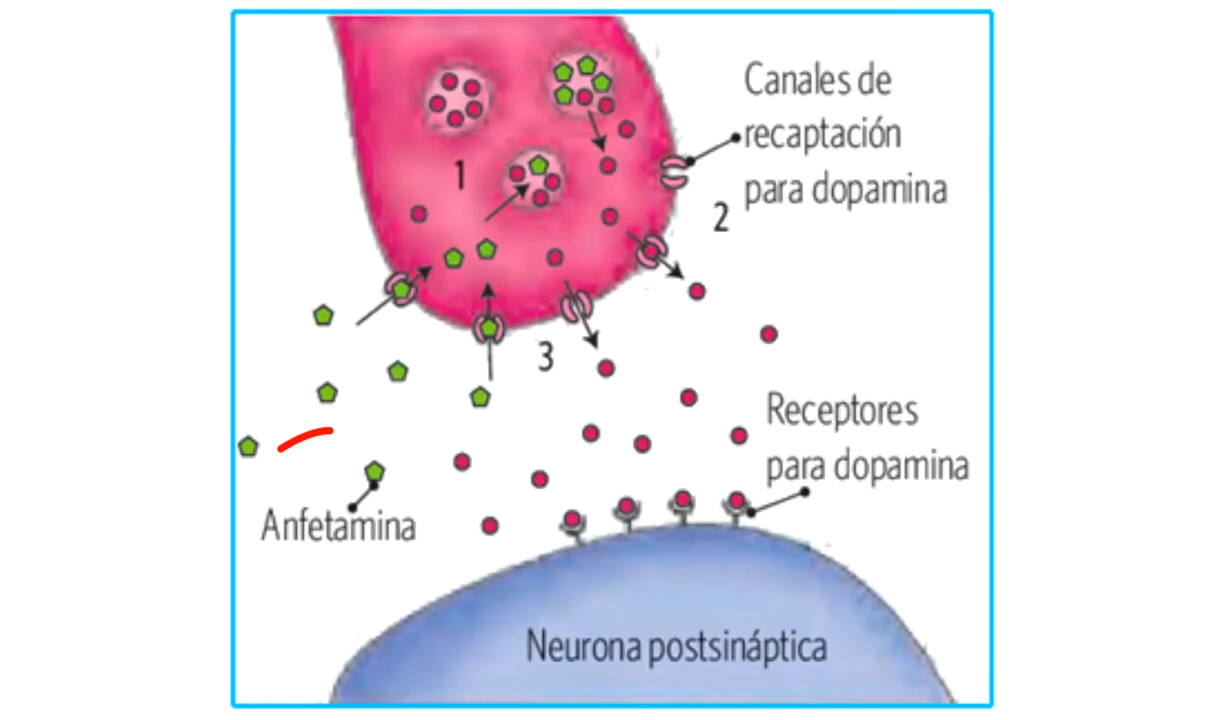 Canales de
recaptación
para dopamina
1
2
3
Receptores
para dopamina
Anfetamina
Neurona postsináptica